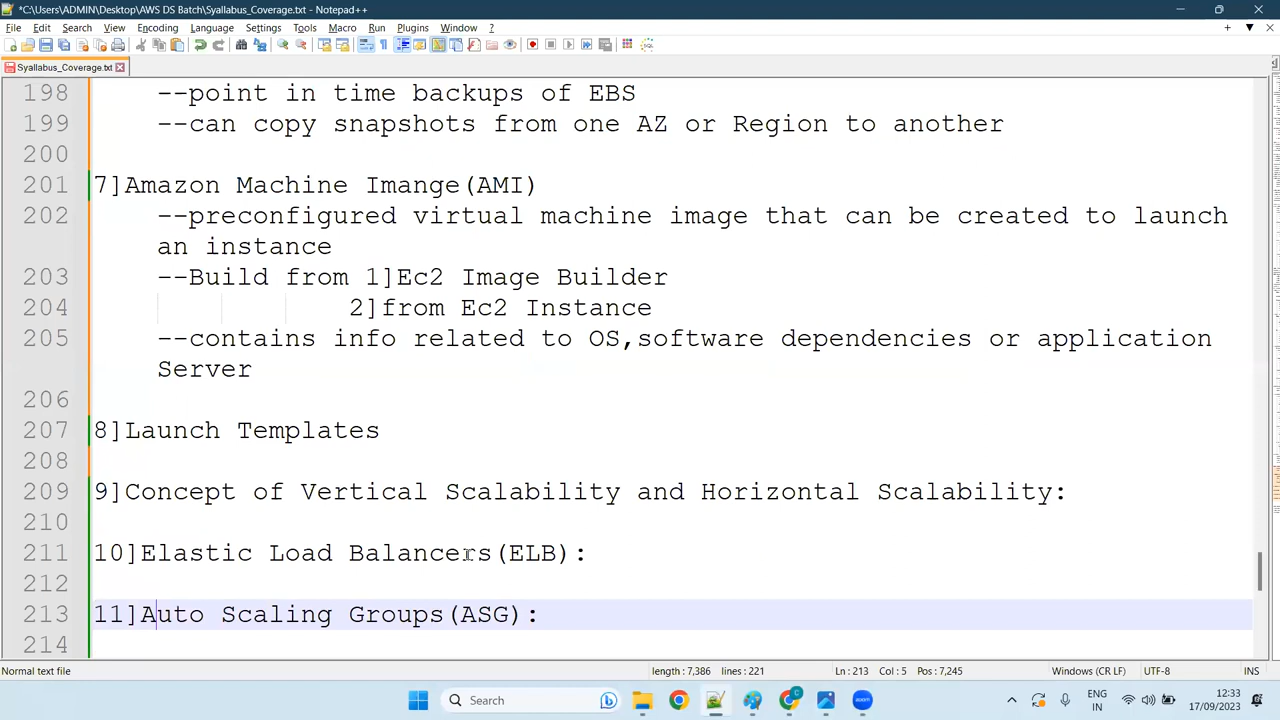 *C:\Users\ADMIN\Desktop\AWS DS Batch\Syallabus_Coverage.txt - Notepad++
File Edit Search View Encoding Language Settings Tools Macro Run Plugins Window ?
Syallabus_Coverage.txt
198 --point in time backups of EBS
199 --can copy snapshots from one AZ or Region to another
200
201 7]Amazon Machine Imange(AMI)
202 --preconfigured virtual machine image that can be created to launch
an instance
203 --Build from 1]Ec2 Image Builder
204 2]from Ec2 Instance
205 --contains info related to OS,software dependencies or application
Server
206
207 8]Launch Templates
208
209 9]Concept of Vertical Scalability and Horizontal Scalability:
210
211 10]Elastic Load Balancers(ELB):
212
213 11]Auto Scaling Groups(ASG):
214
Normal text file length : 7,386 lines : 221 Ln : 213 Col : 5 Pos : 7,245 Windows (CR LF) UTF-8 INS
Search ENG IN 12:33 17/09/2023